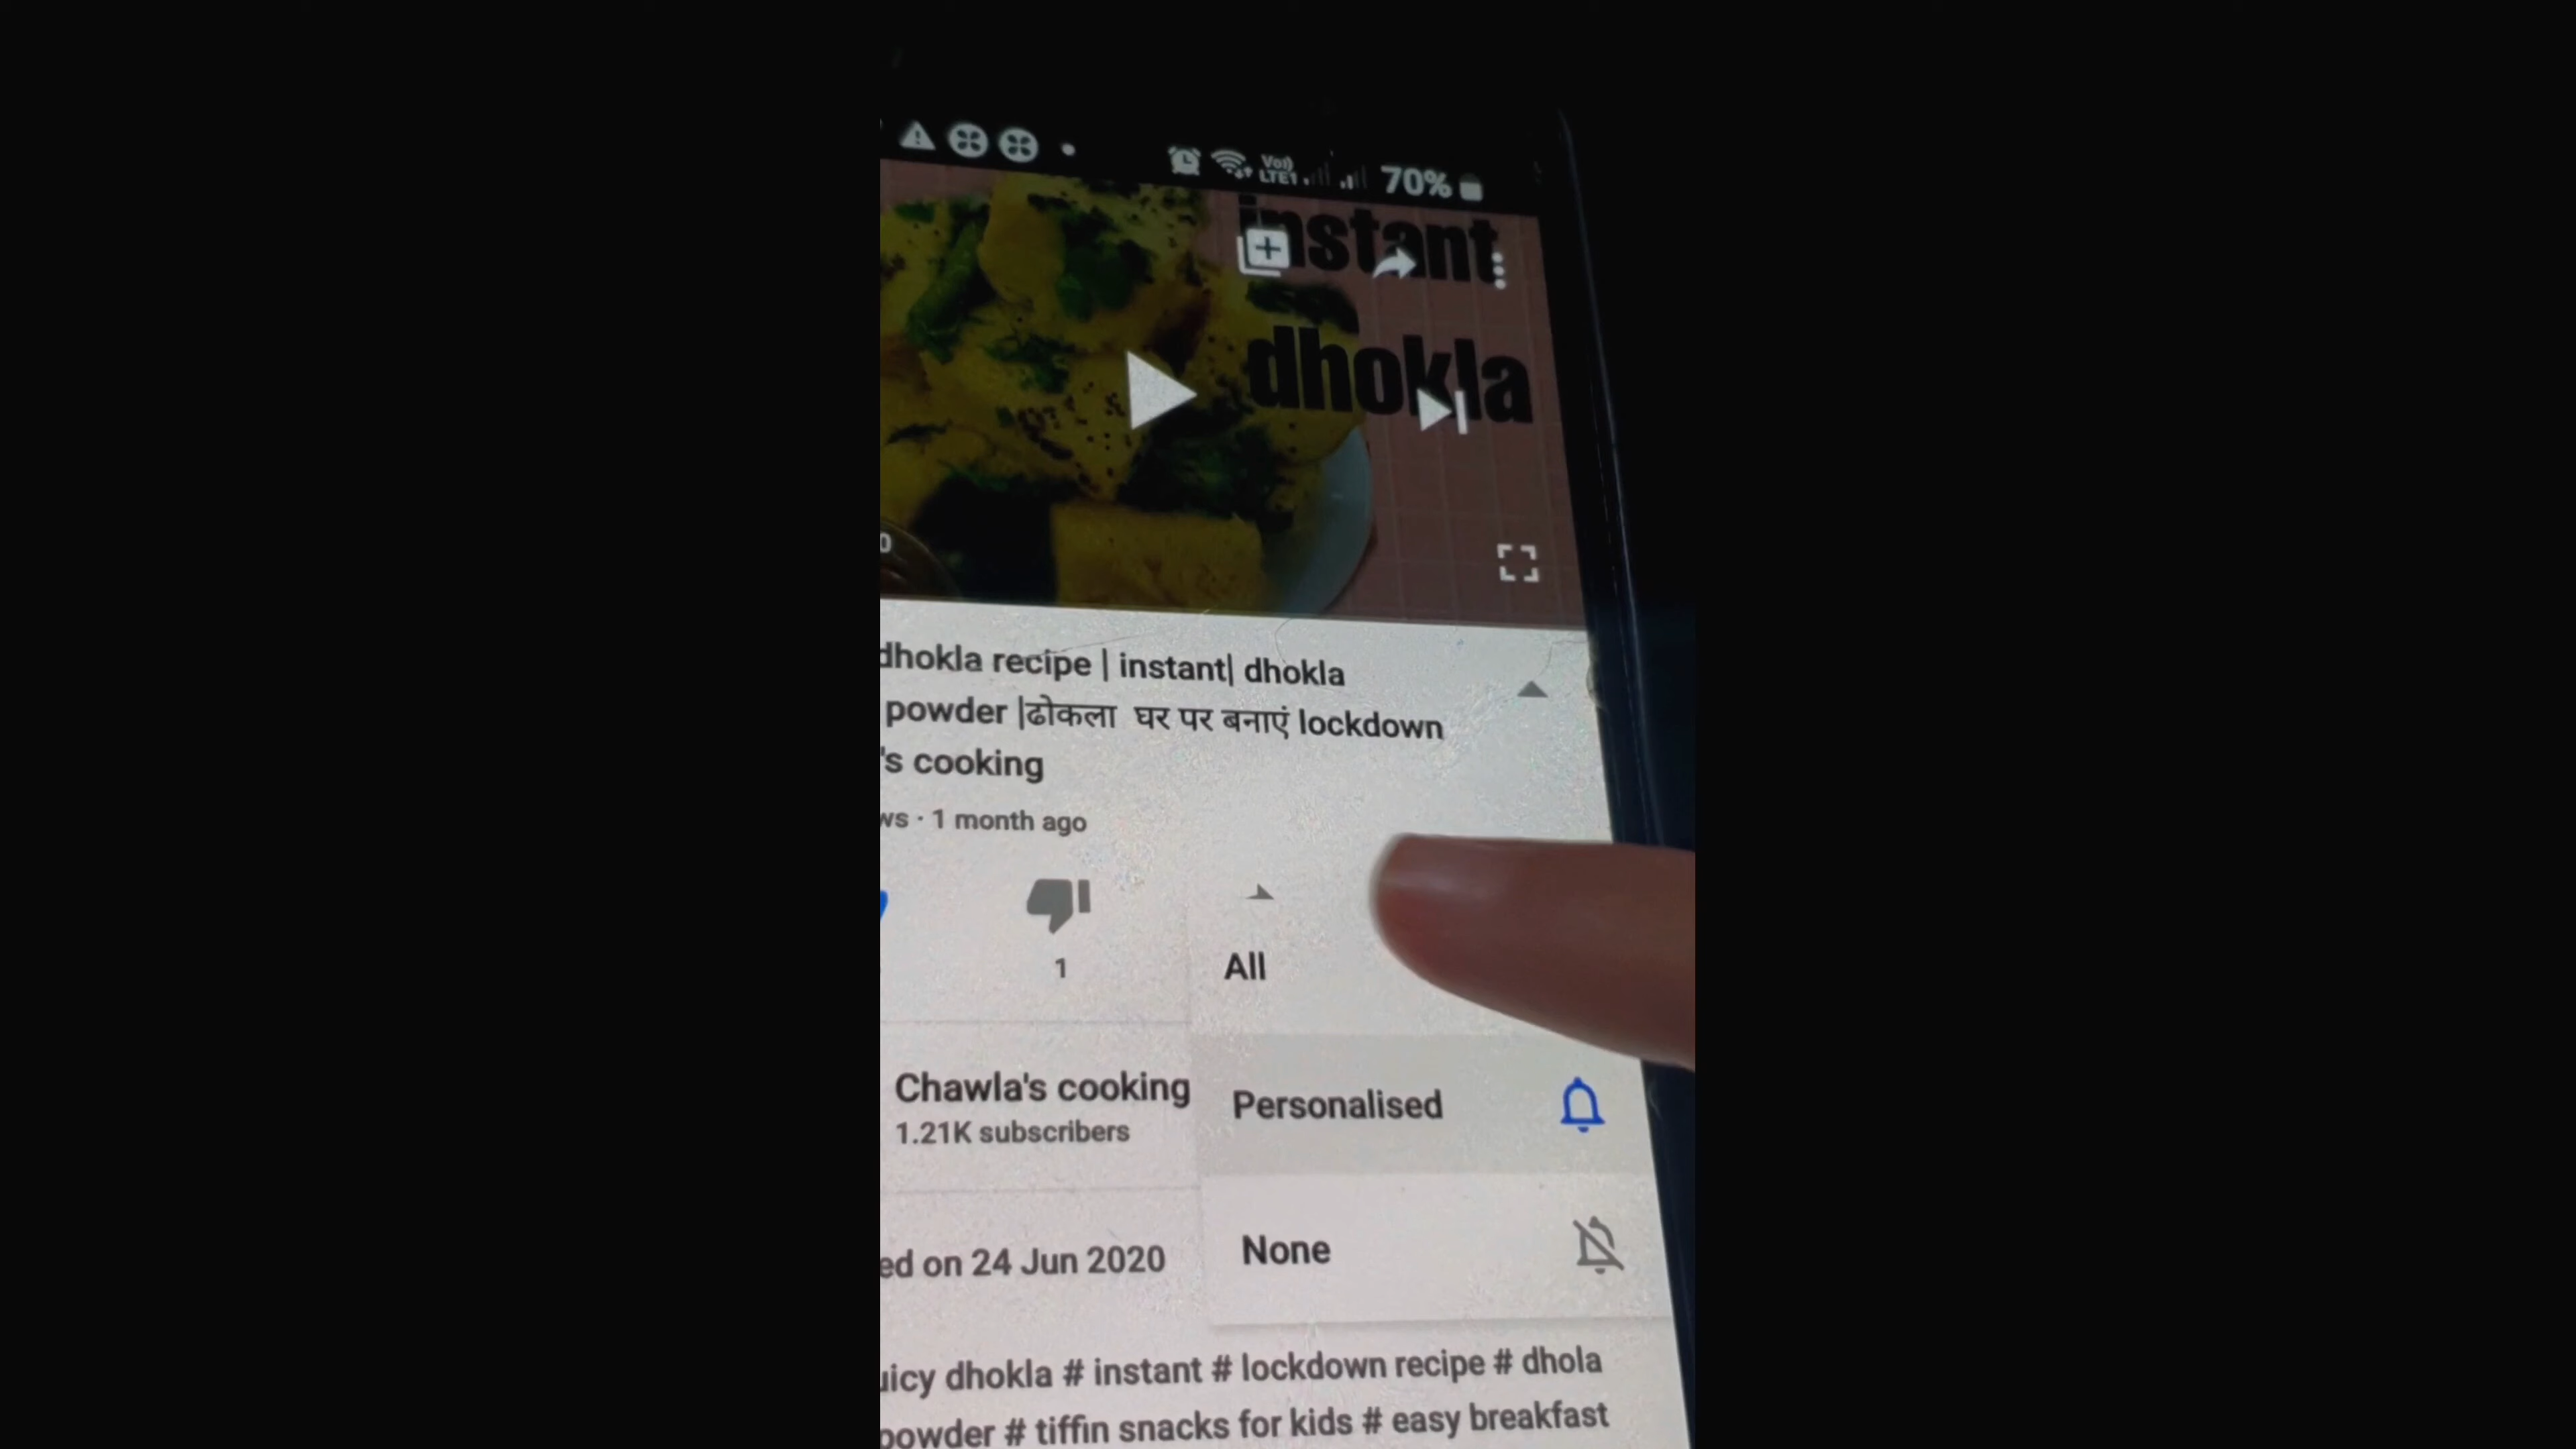 70%
instant
dhokla
dhokla recipe | instant| dhokla
powder |ढोकला घर पर बनाएं lockdown
's cooking
1 month ago
1
All
Chawla's cooking
1.21K subscribers
Personalised
on 24 Jun 2020
None
dhokla # instant # lockdown recipe # dhola
powder # tiffin snacks for kids # easy breakfast